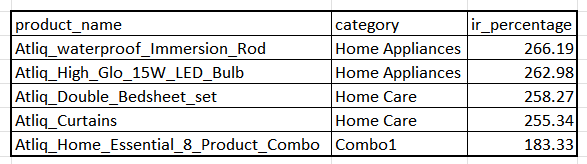 product_name category ir_percentage
Atliq_waterproof_Immersion_Rod Home Appliances 266.19
Atliq_High_Glo_15W_LED_Bulb Home Appliances 262.98
Atliq_Double_Bedsheet_set Home Care 258.27
Atliq_Curtains Home Care 255.34
Atliq_Home_Essential_8_Product_Combo Combo1 183.33